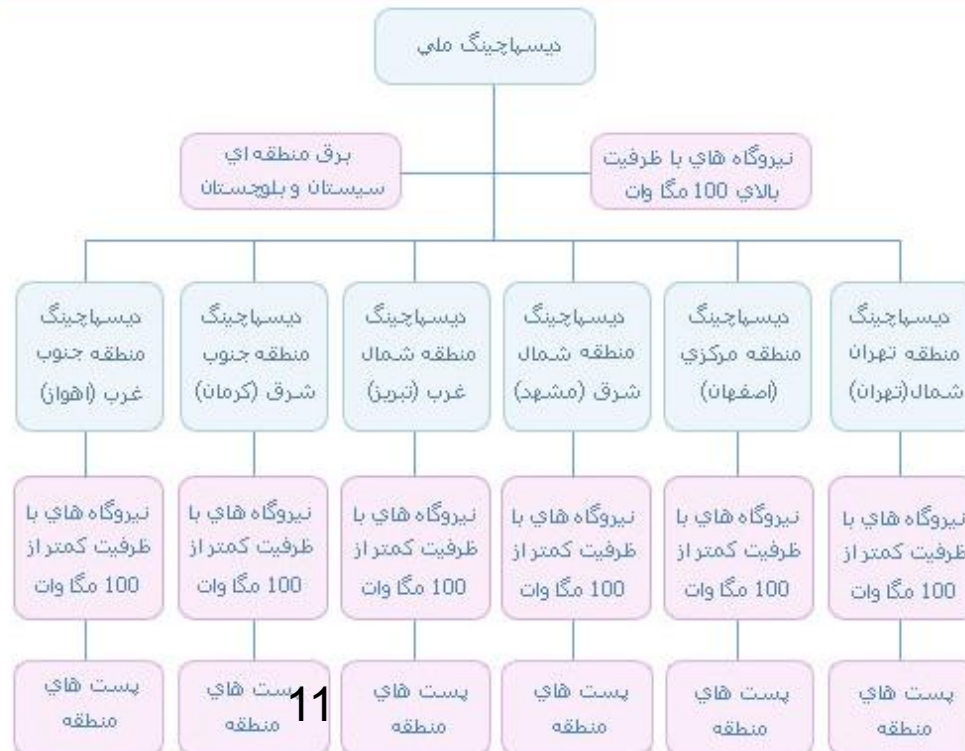 ديسپاچينگ ملي
نيروگاه هاي با ظرفيت
بالاي 100 مگا وات
برق منطقه اي
سيستان و بلوچستان
ديسپاچينگ
منطقه تهران
شمال(تهران)
ديسپاچينگ
منطقه مركزي
(اصفهان)
ديسپاچينگ
منطقه شمال
شرق (مشهد)
ديسپاچينگ
منطقه شمال
غرب (تبريز)
ديسپاچينگ
منطقه جنوب
شرق (كرمان)
ديسپاچينگ
منطقه جنوب
غرب (اهواز)
نيروگاه هاي با
ظرفيت كمتر از
100 مگا وات
نيروگاه هاي با
ظرفيت كمتر از
100 مگا وات
نيروگاه هاي با
ظرفيت كمتر از
100 مگا وات
نيروگاه هاي با
ظرفيت كمتر از
100 مگا وات
نيروگاه هاي با
ظرفيت كمتر از
100 مگا وات
نيروگاه هاي با
ظرفيت كمتر از
100 مگا وات
پست هاي
منطقه
پست هاي
منطقه
پست هاي
منطقه
پست هاي
منطقه
پست هاي
منطقه
پست هاي
منطقه
11